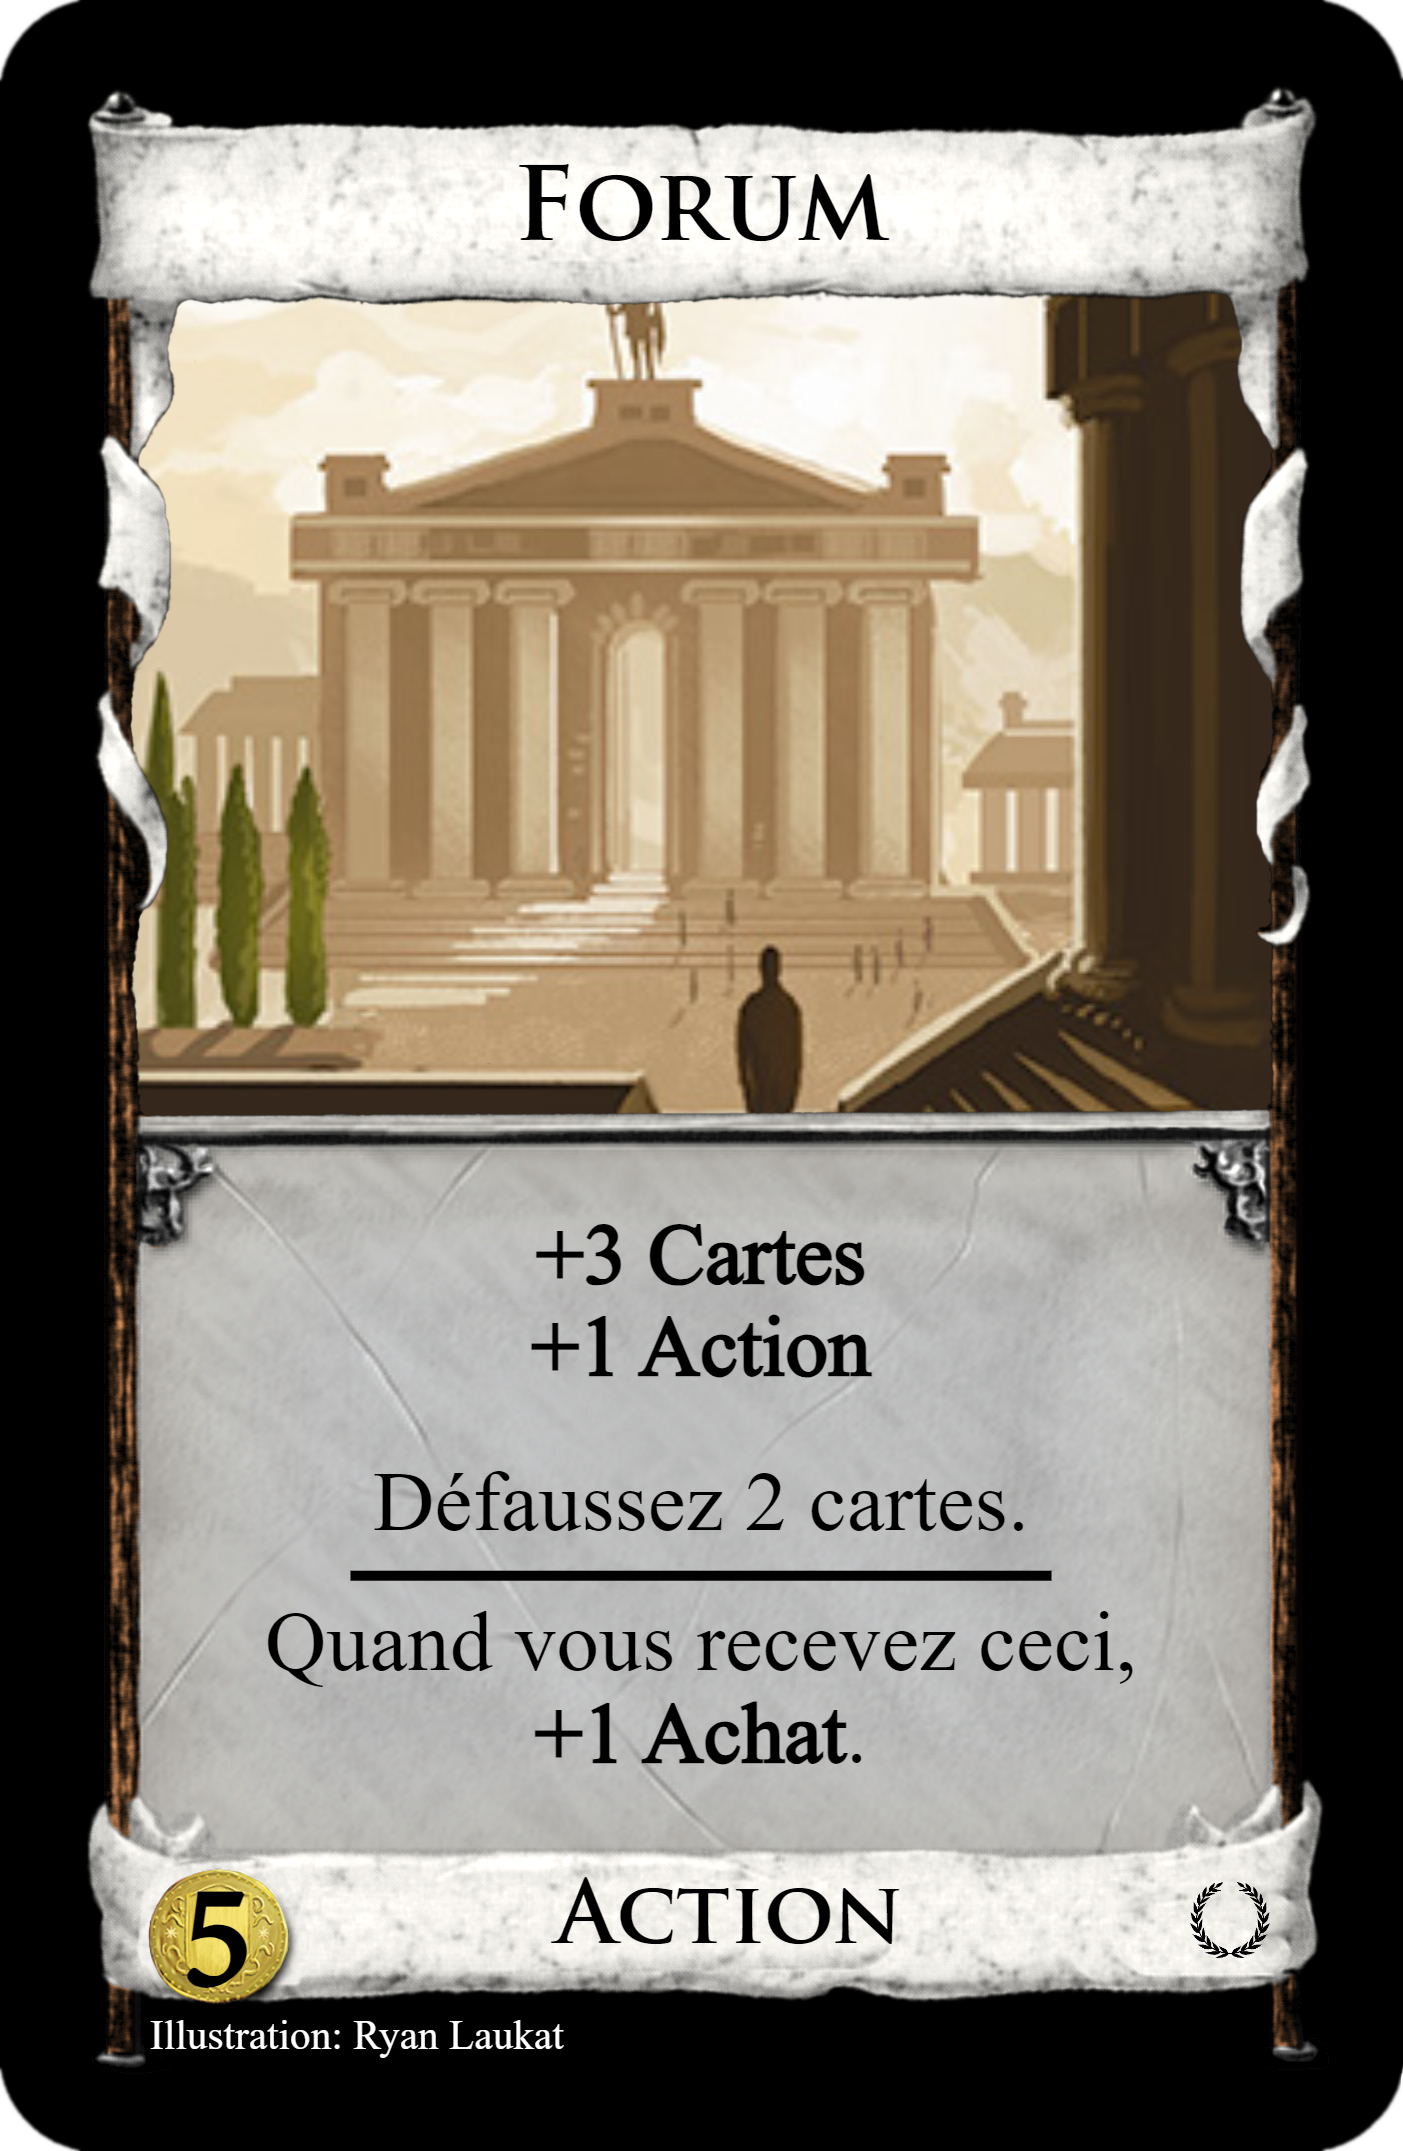 Forum
+3 Cartes
+1 Action
Défaussez 2 cartes.
Quand vous recevez ceci,
+1 Achat.
5
Action
Illustration: Ryan Laukat